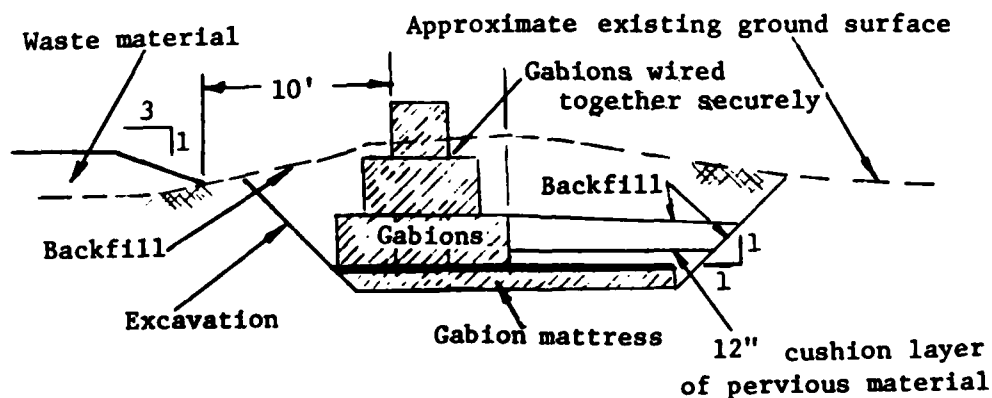 Approximate existing ground surface
Waste material
Gabions wired
together securely
10'
3
1
Backfill
Backfill
Gabions
1
1
Excavation
Gabion mattress
12" cushion layer
of pervious material